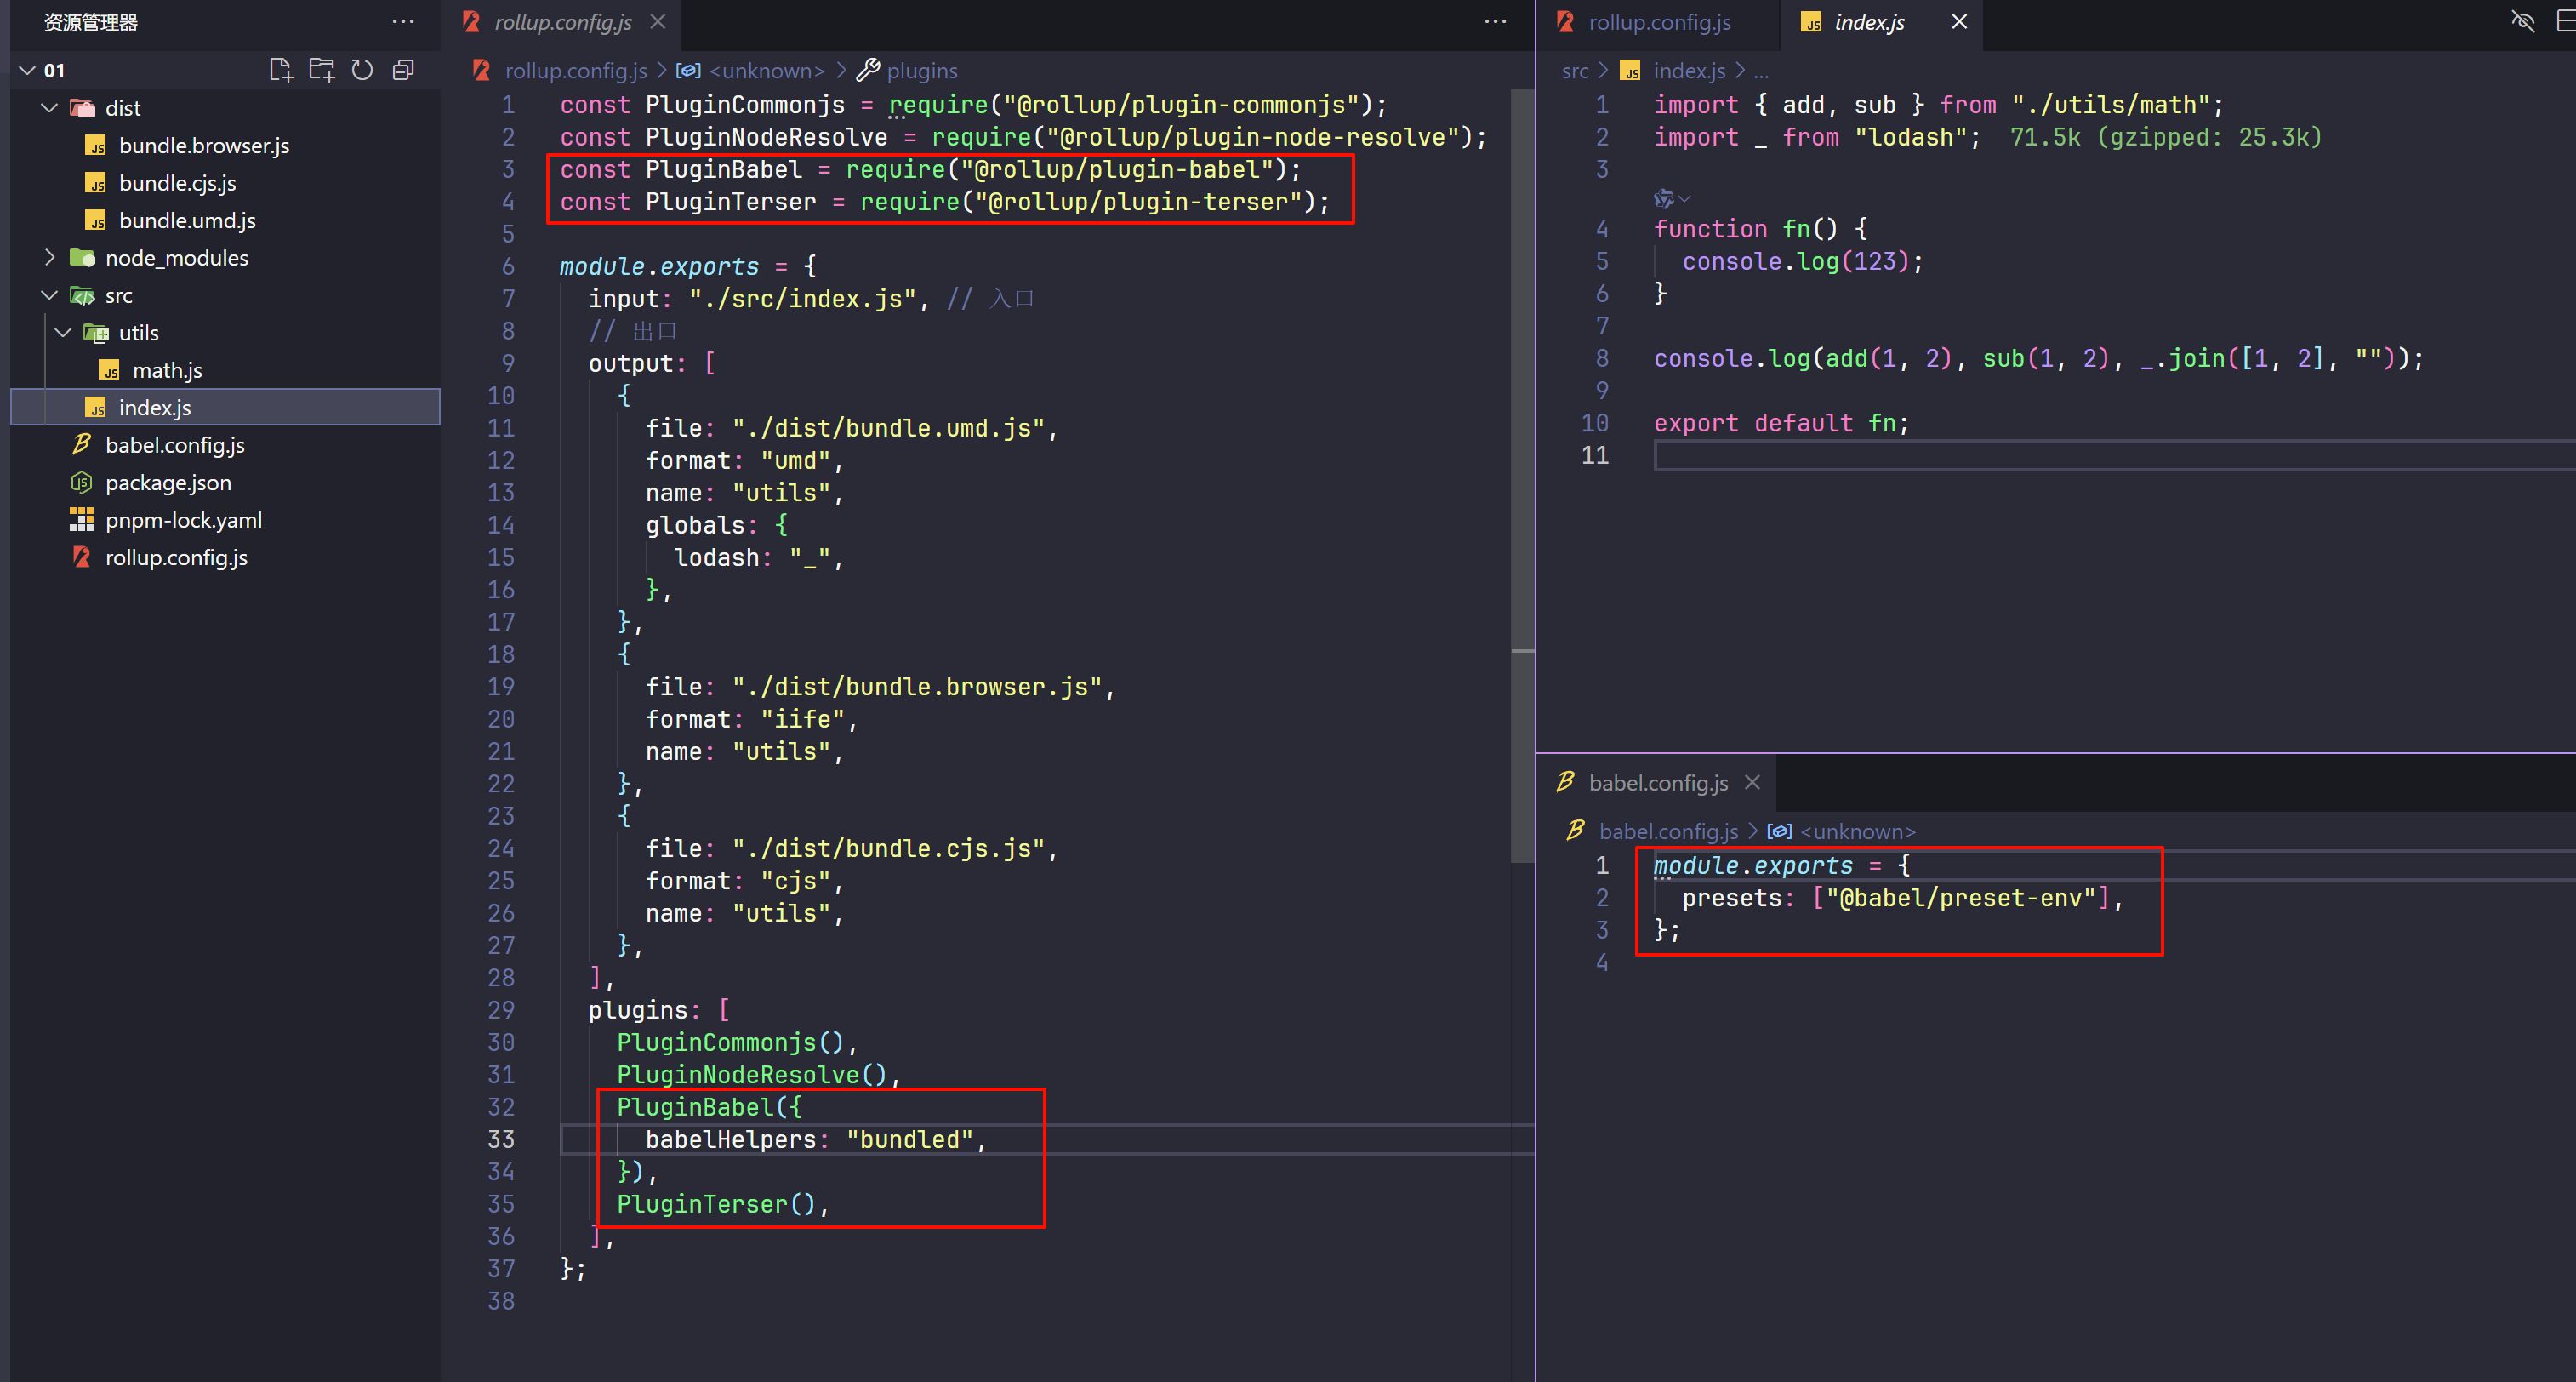 资源管理器
01
dist
bundle.browser.js
bundle.cjs.js
bundle.umd.js
node_modules
src
utils
math.js
index.js
babel.config.js
package.json
pnpm-lock.yaml
rollup.config.js
rollup.config.js
rollup.config.js > <unknown> > plugins
1 const PluginCommonjs = require("@rollup/plugin-commonjs");
2 const PluginNodeResolve = require("@rollup/plugin-node-resolve");
3 const PluginBabel = require("@rollup/plugin-babel");
4 const PluginTerser = require("@rollup/plugin-terser");
5
6 module.exports = {
7 input: "./src/index.js", // 入口
8 // 出口
9 output: [
10 {
11 file: "./dist/bundle.umd.js",
12 format: "umd",
13 name: "utils",
14 globals: {
15 lodash: "_",
16 },
17 },
18 {
19 file: "./dist/bundle.browser.js",
20 format: "iife",
21 name: "utils",
22 },
23 {
24 file: "./dist/bundle.cjs.js",
25 format: "cjs",
26 name: "utils",
27 },
28 ],
29 plugins: [
30 PluginCommonjs(),
31 PluginNodeResolve(),
32 PluginBabel({
33 babelHelpers: "bundled",
34 }),
35 PluginTerser(),
36 ],
37 };
38
rollup.config.js
index.js
src > index.js > ...
1 import { add, sub } from "./utils/math";
2 import _ from "lodash"; 71.5k (gzipped: 25.3k)
3
4 function fn() {
5 console.log(123);
6 }
7
8 console.log(add(1, 2), sub(1, 2), _.join([1, 2], ""));
9
10 export default fn;
11
babel.config.js
babel.config.js > <unknown>
1 module.exports = {
2 presets: ["@babel/preset-env"],
3 };
4